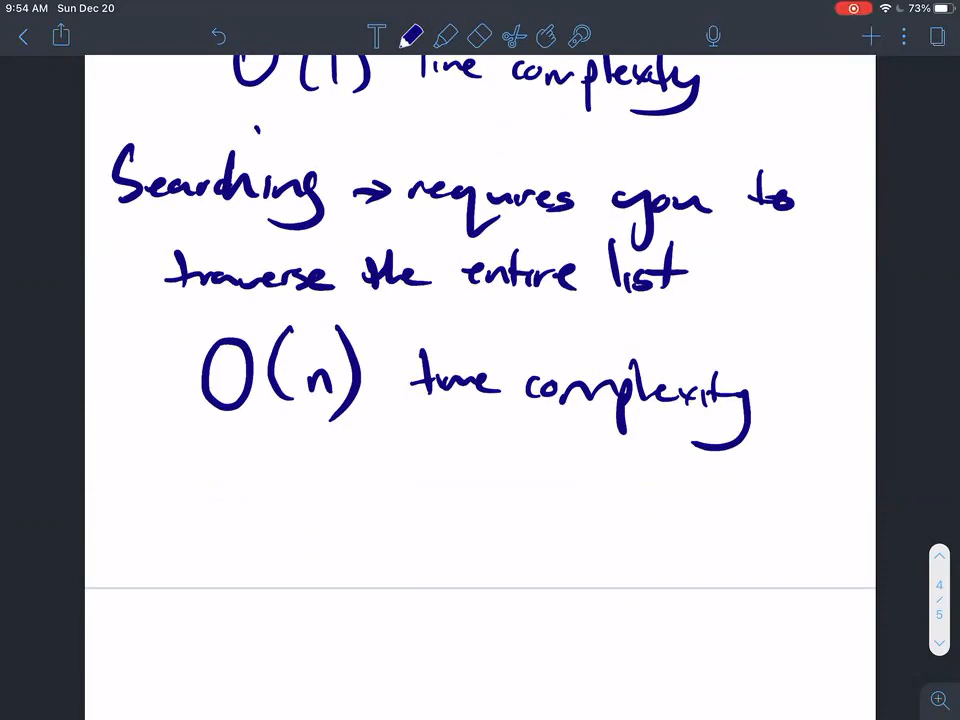 9:54 AM Sun Dec 20 73%
T
O(1) time complexity
Searching → requires you to
traverse the entire list
O(n) time complexity
4
/
5